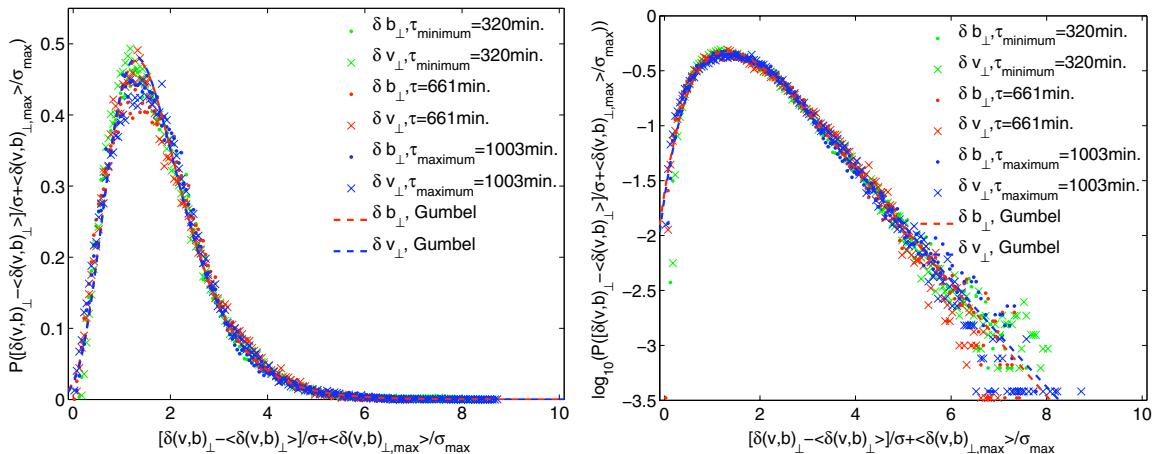 P([δ(v,b)⊥−<δ(v,b)⊥>]/σ+<δ(v,b)⊥,max>/σmax)
0.5
0.4
0.3
0.2
0.1
0
0 2 4 6 8 10
[δ(v,b)⊥−<δ(v,b)⊥>]/σ+<δ(v,b)⊥,max>/σmax
δ b⊥,τminimum=320min.
δ v⊥,τminimum=320min.
δ b⊥,τ=661min.
δ v⊥,τ=661min.
δ b⊥,τmaximum=1003min.
δ v⊥,τmaximum=1003min.
δ b⊥, Gumbel
δ v⊥, Gumbel
log10(P([δ(v,b)⊥−<δ(v,b)⊥>]/σ+<δ(v,b)⊥,max>/σmax))
−0
−0.5
−1.0
−1.5
−2.0
−2.5
−3.0
−3.5
0 2 4 6 8 10
[δ(v,b)⊥−<δ(v,b)⊥>]/σ+<δ(v,b)⊥,max>/σmax
δ b⊥,τminimum=320min.
δ v⊥,τminimum=320min.
δ b⊥,τ=661min.
δ v⊥,τ=661min.
δ b⊥,τmaximum=1003min.
δ v⊥,τmaximum=1003min.
δ b⊥, Gumbel
δ v⊥, Gumbel